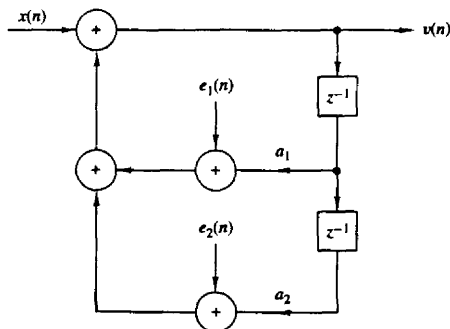 x(n)
+
v(n)
e₁(n)
z⁻¹
+
+
a₁
e₂(n)
z⁻¹
+
a₂